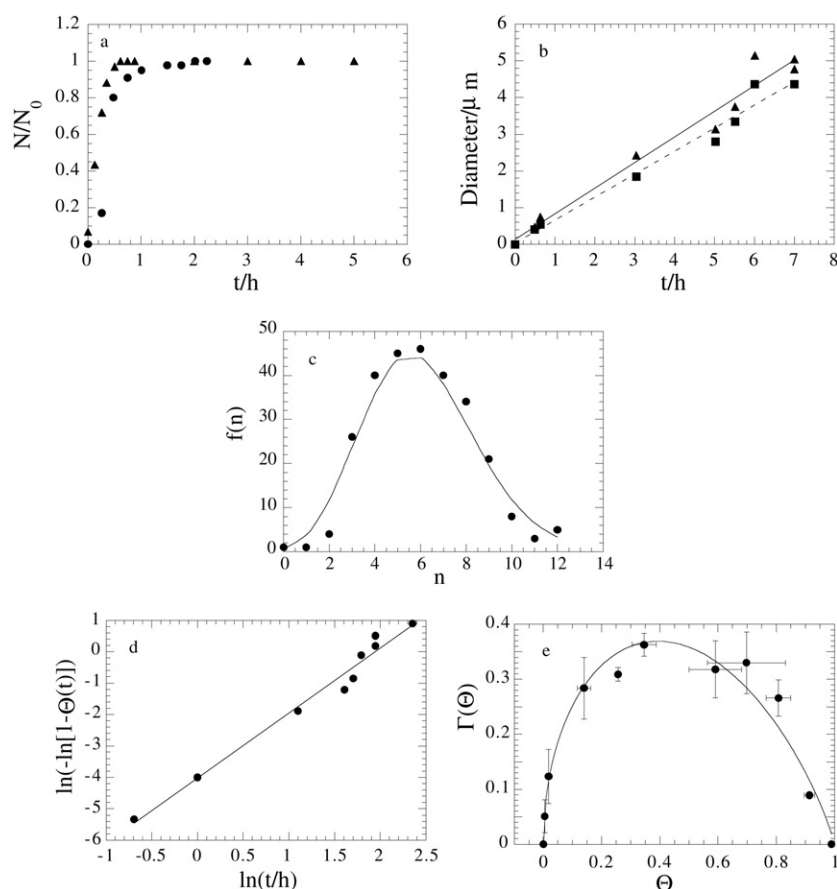 a
N/N0
1.2
1
0.8
0.6
0.4
0.2
0
0 1 2 3 4 5 6
t/h
b
Diameter/μ m
6
5
4
3
2
1
0
0 1 2 3 4 5 6 7 8
t/h
c
f(n)
50
40
30
20
10
0
0 2 4 6 8 10 12 14
n
d
ln(-ln[1-Θ(t)])
1
0
-1
-2
-3
-4
-5
-6
-1 -0.5 0 0.5 1 1.5 2 2.5
ln(t/h)
e
Γ(Θ)
0.4
0.3
0.2
0.1
0
0 0.2 0.4 0.6 0.8 1
Θ